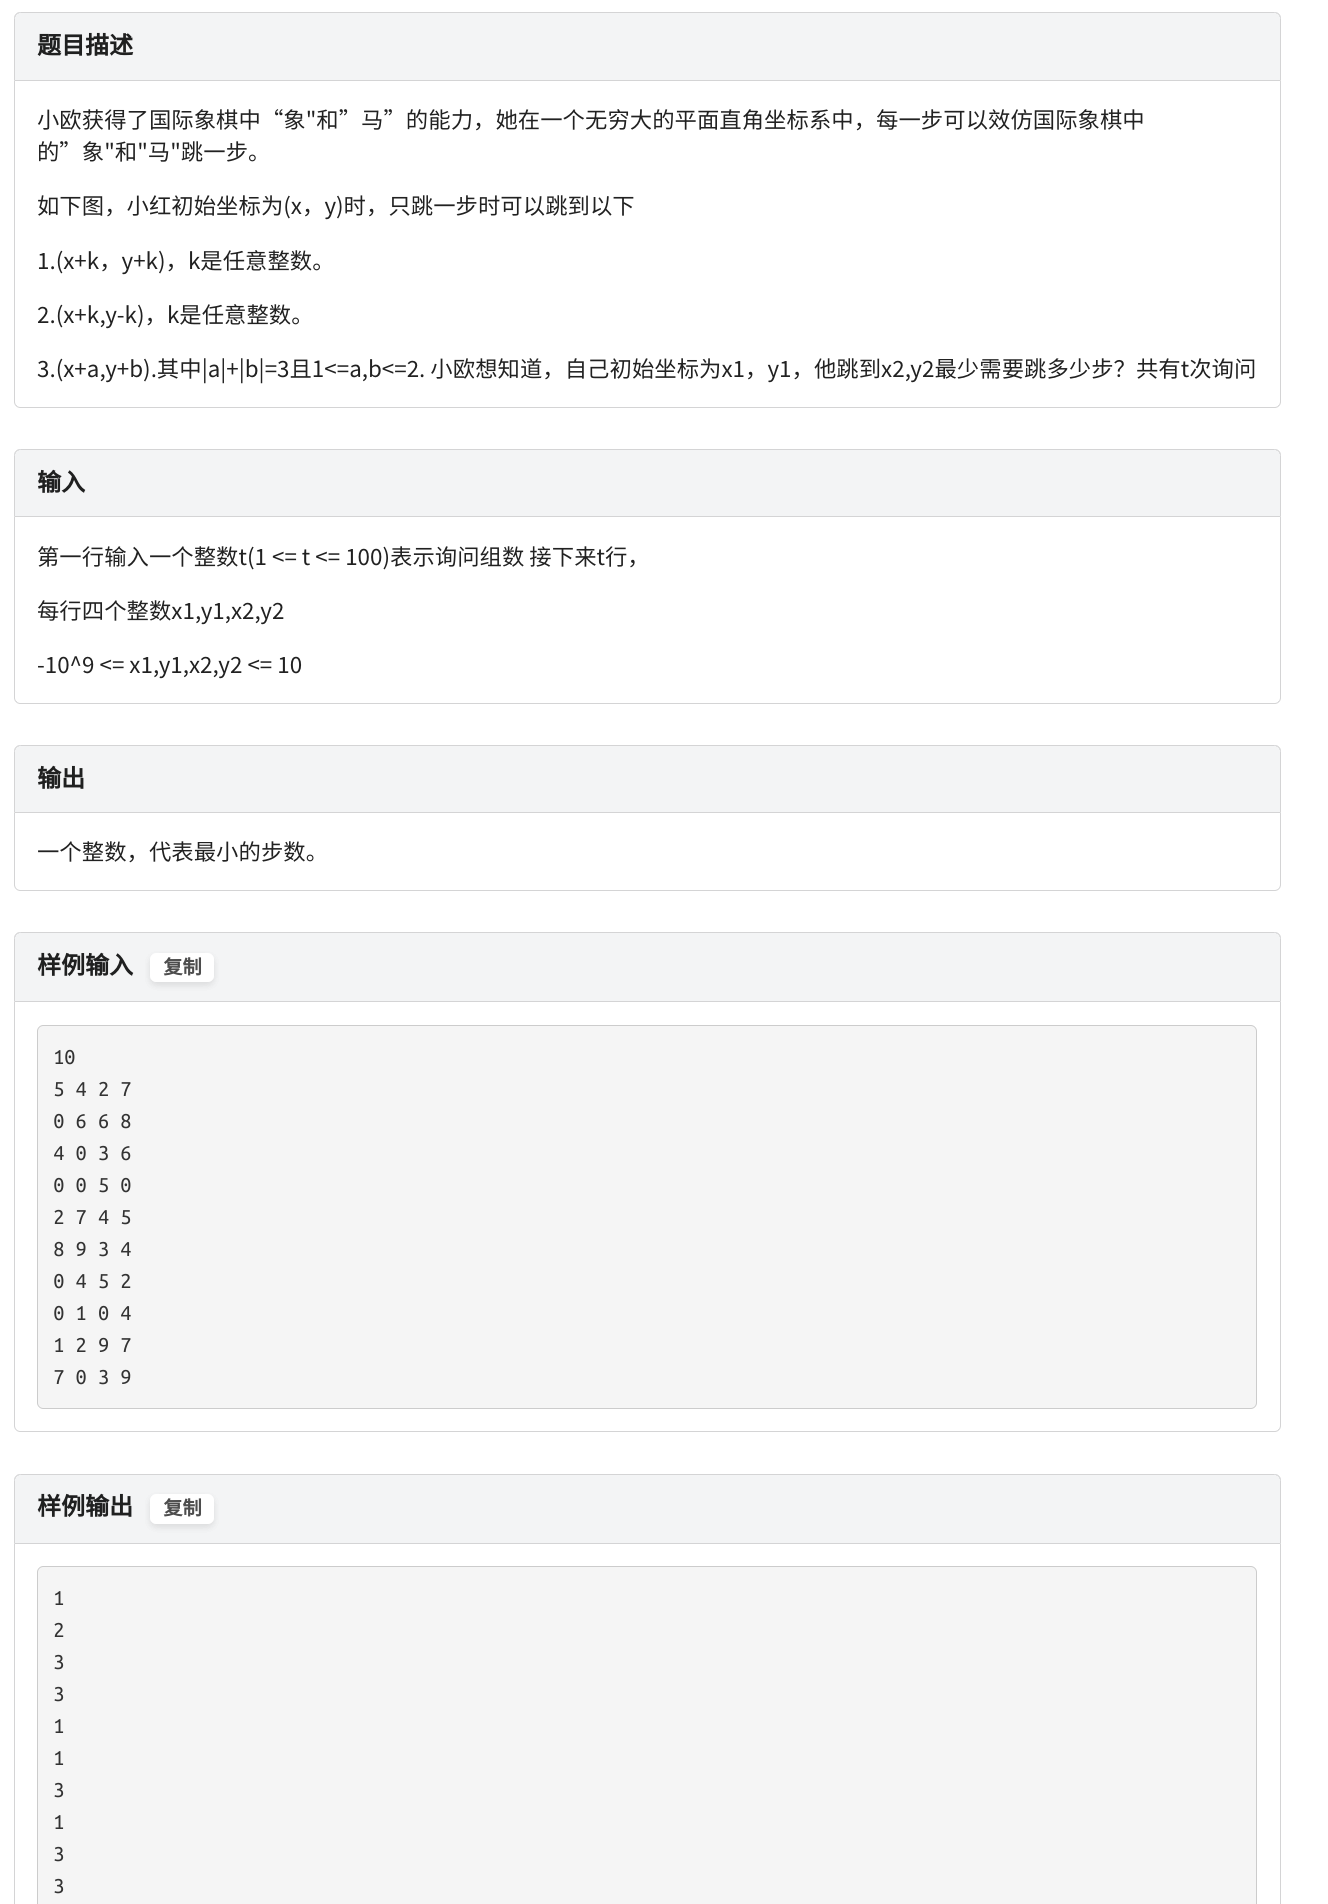 题目描述
小欧获得了国际象棋中“象"和”马”的能力，她在一个无穷大的平面直角坐标系中，每一步可以效仿国际象棋中
的”象"和"马"跳一步。
如下图，小红初始坐标为(x，y)时，只跳一步时可以跳到以下
1.(x+k，y+k)，k是任意整数。
2.(x+k,y-k)，k是任意整数。
3.(x+a,y+b).其中|a|+|b|=3且1<=a,b<=2. 小欧想知道，自己初始坐标为x1，y1，他跳到x2,y2最少需要跳多少步？共有t次询问
输入
第一行输入一个整数t(1 <= t <= 100)表示询问组数 接下来t行，
每行四个整数x1,y1,x2,y2
-10^9 <= x1,y1,x2,y2 <= 10
输出
一个整数，代表最小的步数。
样例输入 复制
10
5 4 2 7
0 6 6 8
4 0 3 6
0 0 5 0
2 7 4 5
8 9 3 4
0 4 5 2
0 1 0 4
1 2 9 7
7 0 3 9
样例输出 复制
1
2
3
3
1
1
3
1
3
3